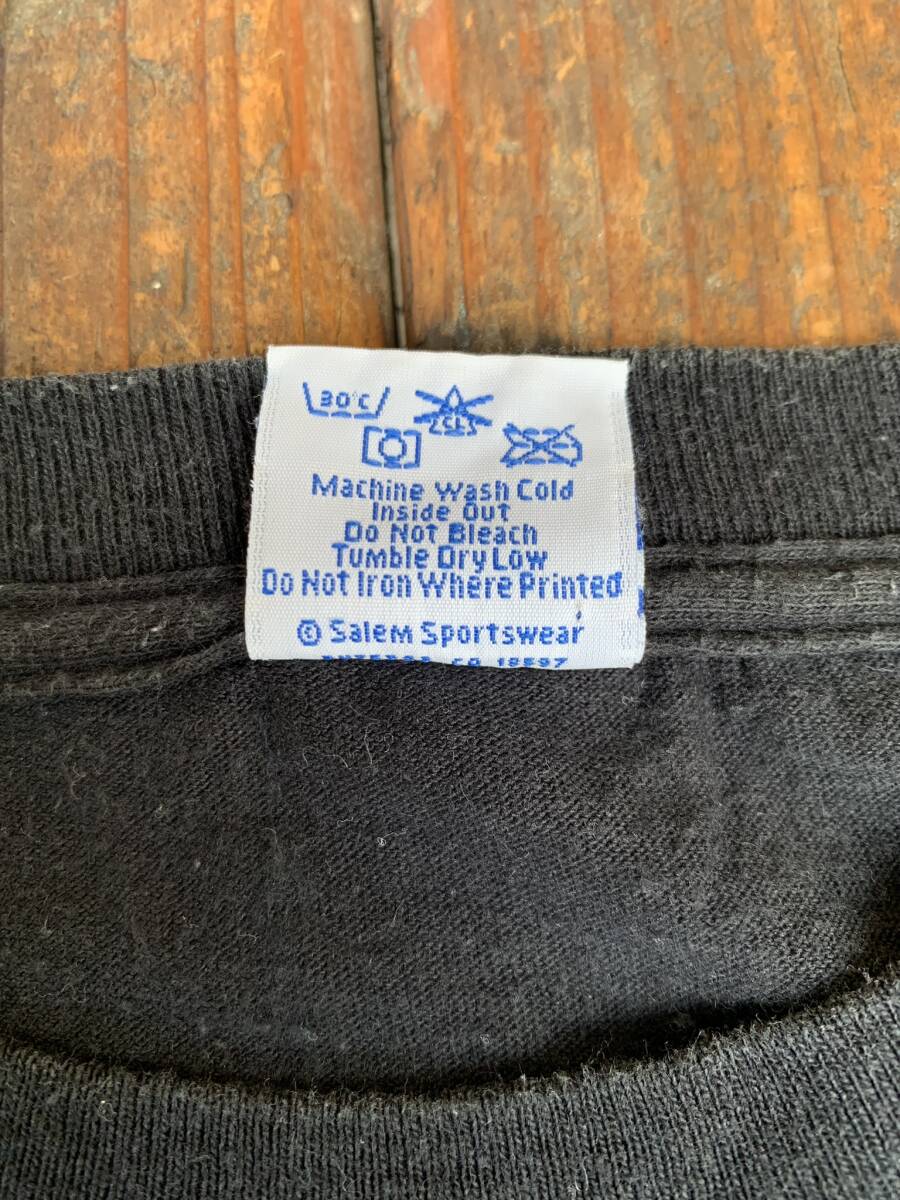 30°C
CL
Machine Wash Cold
Inside Out
Do Not Bleach
Tumble Dry Low
Do Not Iron Where Printed
© Salem Sportswear